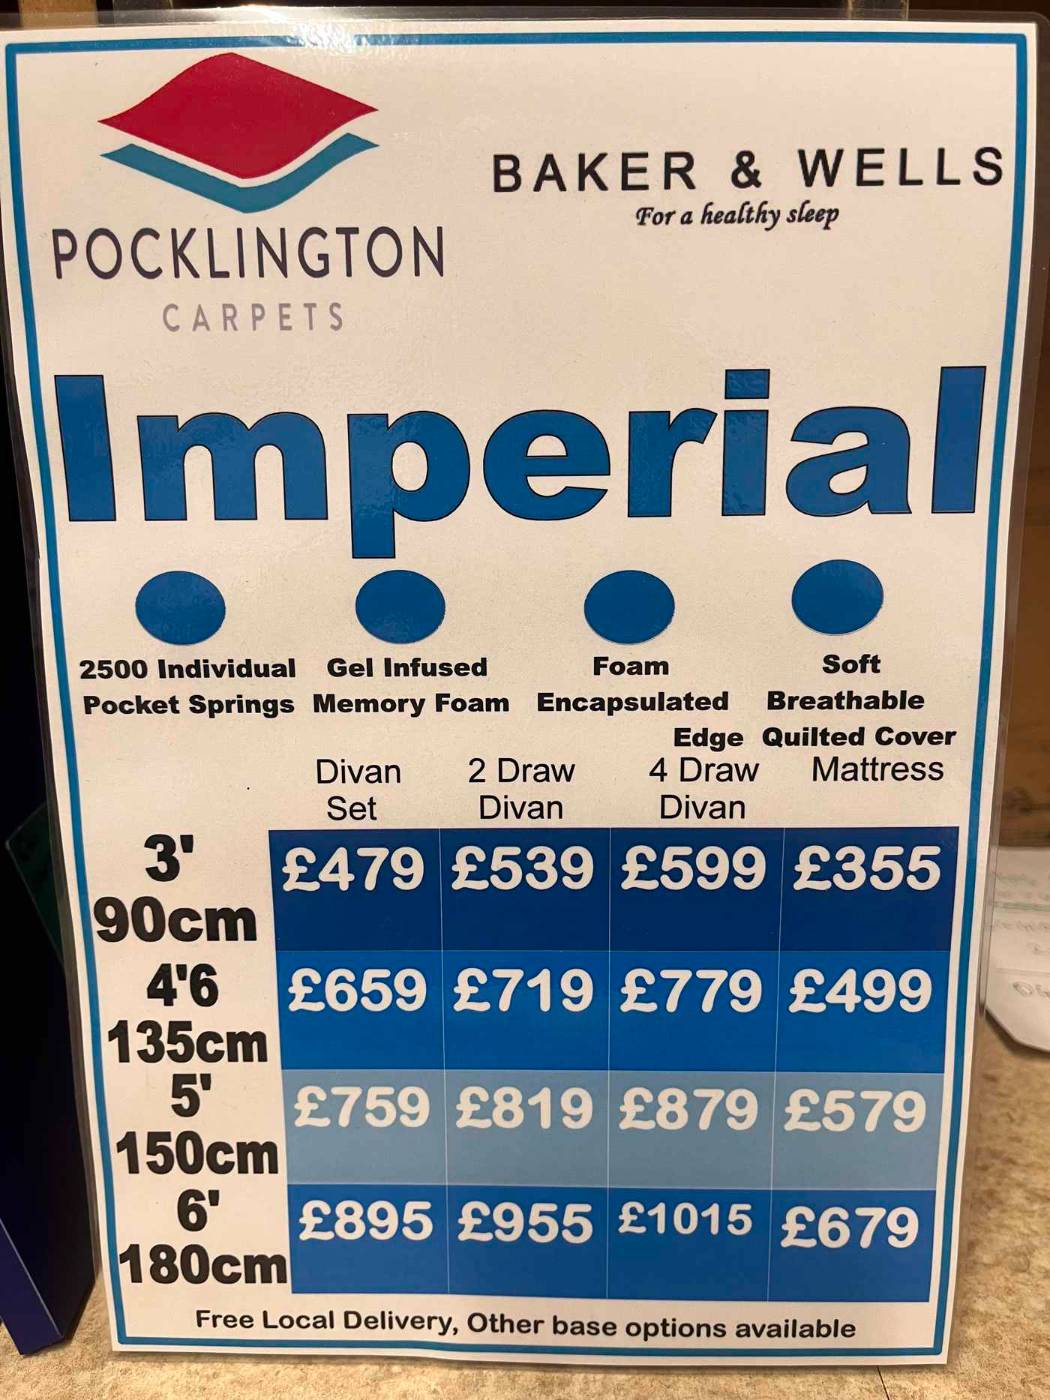 BAKER & WELLS
For a healthy sleep
POCKLINGTON
CARPETS
Imperial
2500 Individual Gel Infused Foam Soft
Pocket Springs Memory Foam Encapsulated Breathable
Edge Quilted Cover
Divan 2 Draw 4 Draw Mattress
Set Divan Divan
3' £479 £539 £599 £355
90cm
4'6 £659 £719 £779 £499
135cm
5' £759 £819 £879 £579
150cm
6' £895 £955 £1015 £679
180cm
Free Local Delivery, Other base options available